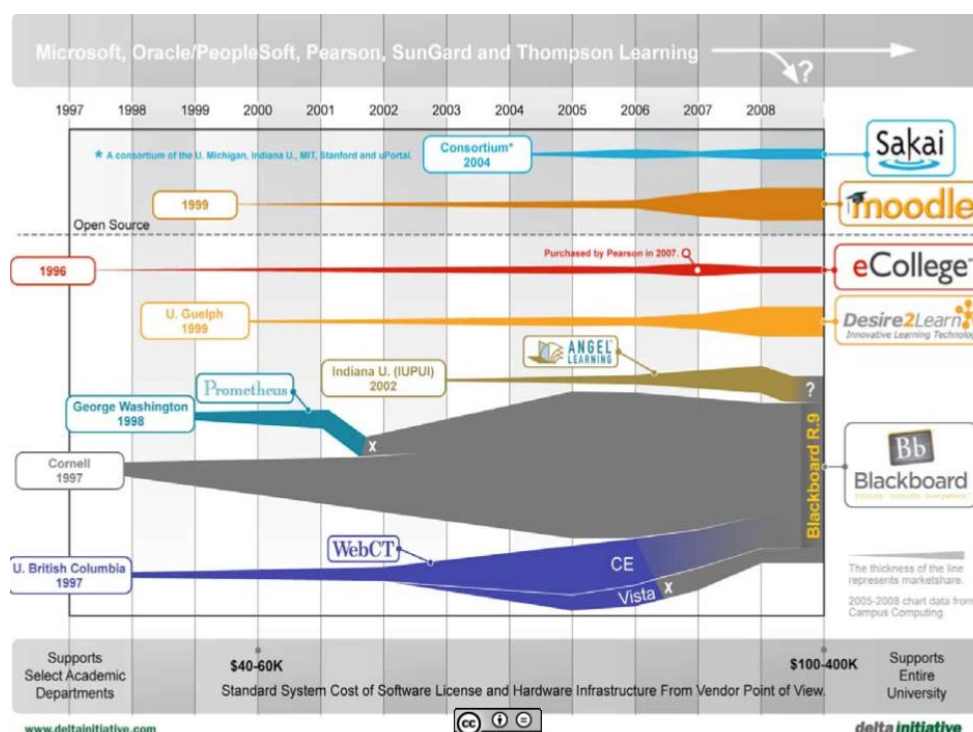 Microsoft, Oracle/PeopleSoft, Pearson, SunGard and Thompson Learning
?
1997 1998 1999 2000 2001 2002 2003 2004 2005 2006 2007 2008
* A consortium of the U. Michigan, Indiana U., MIT, Stanford and uPortal.
Consortium*
2004
Sakai
1999
moodle
Open Source
1996
Purchased by Pearson in 2007.
eCollege
U. Guelph
1999
Desire2Learn
Innovative Learning Technolog
ANGEL
LEARNING
Indiana U. (IUPUI)
2002
?
Prometheus
George Washington
1998
X
Cornell
1997
Blackboard R.9
Bb
Blackboard
WebCT
U. British Columbia
1997
CE
Vista
X
The thickness of the line
represents marketshare.
2005-2008 chart data from
Campus Computing.
Supports
Select Academic
Departments
$40-60K
$100-400K
Supports
Entire
University
Standard System Cost of Software License and Hardware Infrastructure From Vendor Point of View.
www.deltainitiative.com
cc
delta initiative